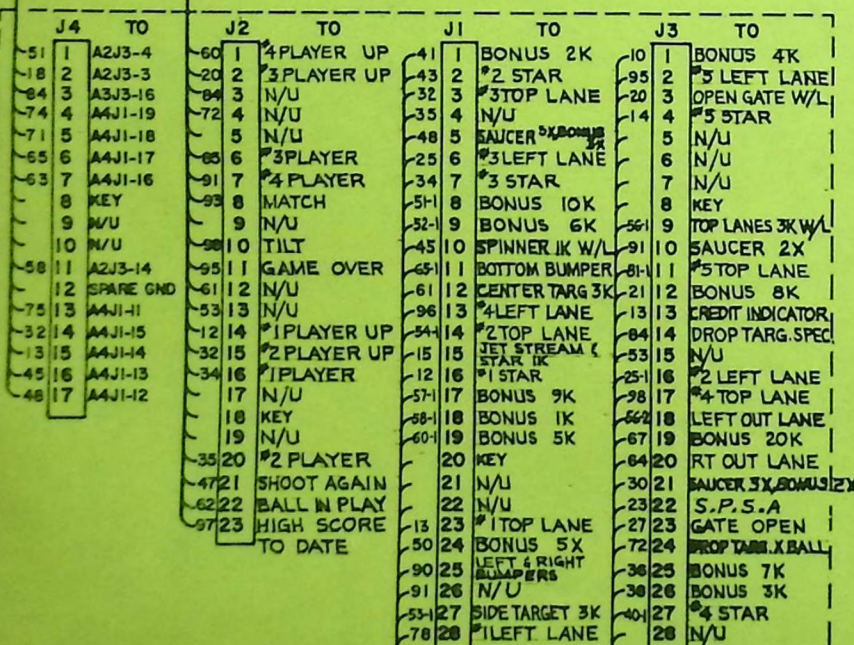 J4 TO
51 1 A2J3-4
18 2 A2J3-3
84 3 A3J3-16
74 4 A4J1-19
71 5 A4J1-18
65 6 A4J1-17
63 7 A4J1-16
8 KEY
9 N/U
10 N/U
58 11 A2J3-14
12 SPARE GND
75 13 A4J1-11
32 14 A4J1-15
13 15 A4J1-14
45 16 A4J1-13
48 17 A4J1-12
J2 TO
60 1 #4 PLAYER UP
20 2 #3 PLAYER UP
84 3 N/U
72 4 N/U
5 N/U
85 6 #3 PLAYER
91 7 #4 PLAYER
93 8 MATCH
9 N/U
98 10 TILT
95 11 GAME OVER
61 12 N/U
53 13 N/U
12 14 #1 PLAYER UP
32 15 #2 PLAYER UP
34 16 #1 PLAYER
17 N/U
18 KEY
19 N/U
35 20 #2 PLAYER
47 21 SHOOT AGAIN
62 22 BALL IN PLAY
97 23 HIGH SCORE
TO DATE
J1 TO
41 1 BONUS 2K
43 2 #2 STAR
32 3 #3 TOP LANE
35 4 N/U
48 5 SAUCER 5X, BONUS
25 6 #3 LEFT LANE
34 7 #3 STAR
51-1 8 BONUS 10K
52-1 9 BONUS 6K
45 10 SPINNER 1K W/L
65-1 11 BOTTOM BUMPER
61 12 CENTER TARG 3K
96 13 #4 LEFT LANE
54-1 14 #2 TOP LANE
15 15 JET STREAM &
STAR 1K
12 16 #1 STAR
57-1 17 BONUS 9K
58-1 18 BONUS 1K
60-1 19 BONUS 5K
20 KEY
21 N/U
22 N/U
13 23 #1 TOP LANE
50 24 BONUS 5X
90 25 LEFT & RIGHT
BUMPERS
91 26 N/U
53-1 27 SIDE TARGET 3K
78 28 #1 LEFT LANE
J3 TO
10 1 BONUS 4K
95 2 #5 LEFT LANE
20 3 OPEN GATE W/L
14 4 #5 STAR
5 N/U
6 N/U
7 N/U
8 KEY
56-1 9 TOP LANES 3K W/L
91 10 SAUCER 2X
81-1 11 #5 TOP LANE
21 12 BONUS 8K
13 13 CREDIT INDICATOR
84 14 DROP TARG. SPEC.
53 15 N/U
25-1 16 #2 LEFT LANE
98 17 #4 TOP LANE
56-2 18 LEFT OUT LANE
67 19 BONUS 20K
64 20 RT OUT LANE
30 21 SAUCER 3X, BONUS 2X
23 22 S.P.S.A
27 23 GATE OPEN
72 24 DROP TARG. X BALL
36 25 BONUS 7K
38 26 BONUS 3K
40-1 27 #4 STAR
28 N/U